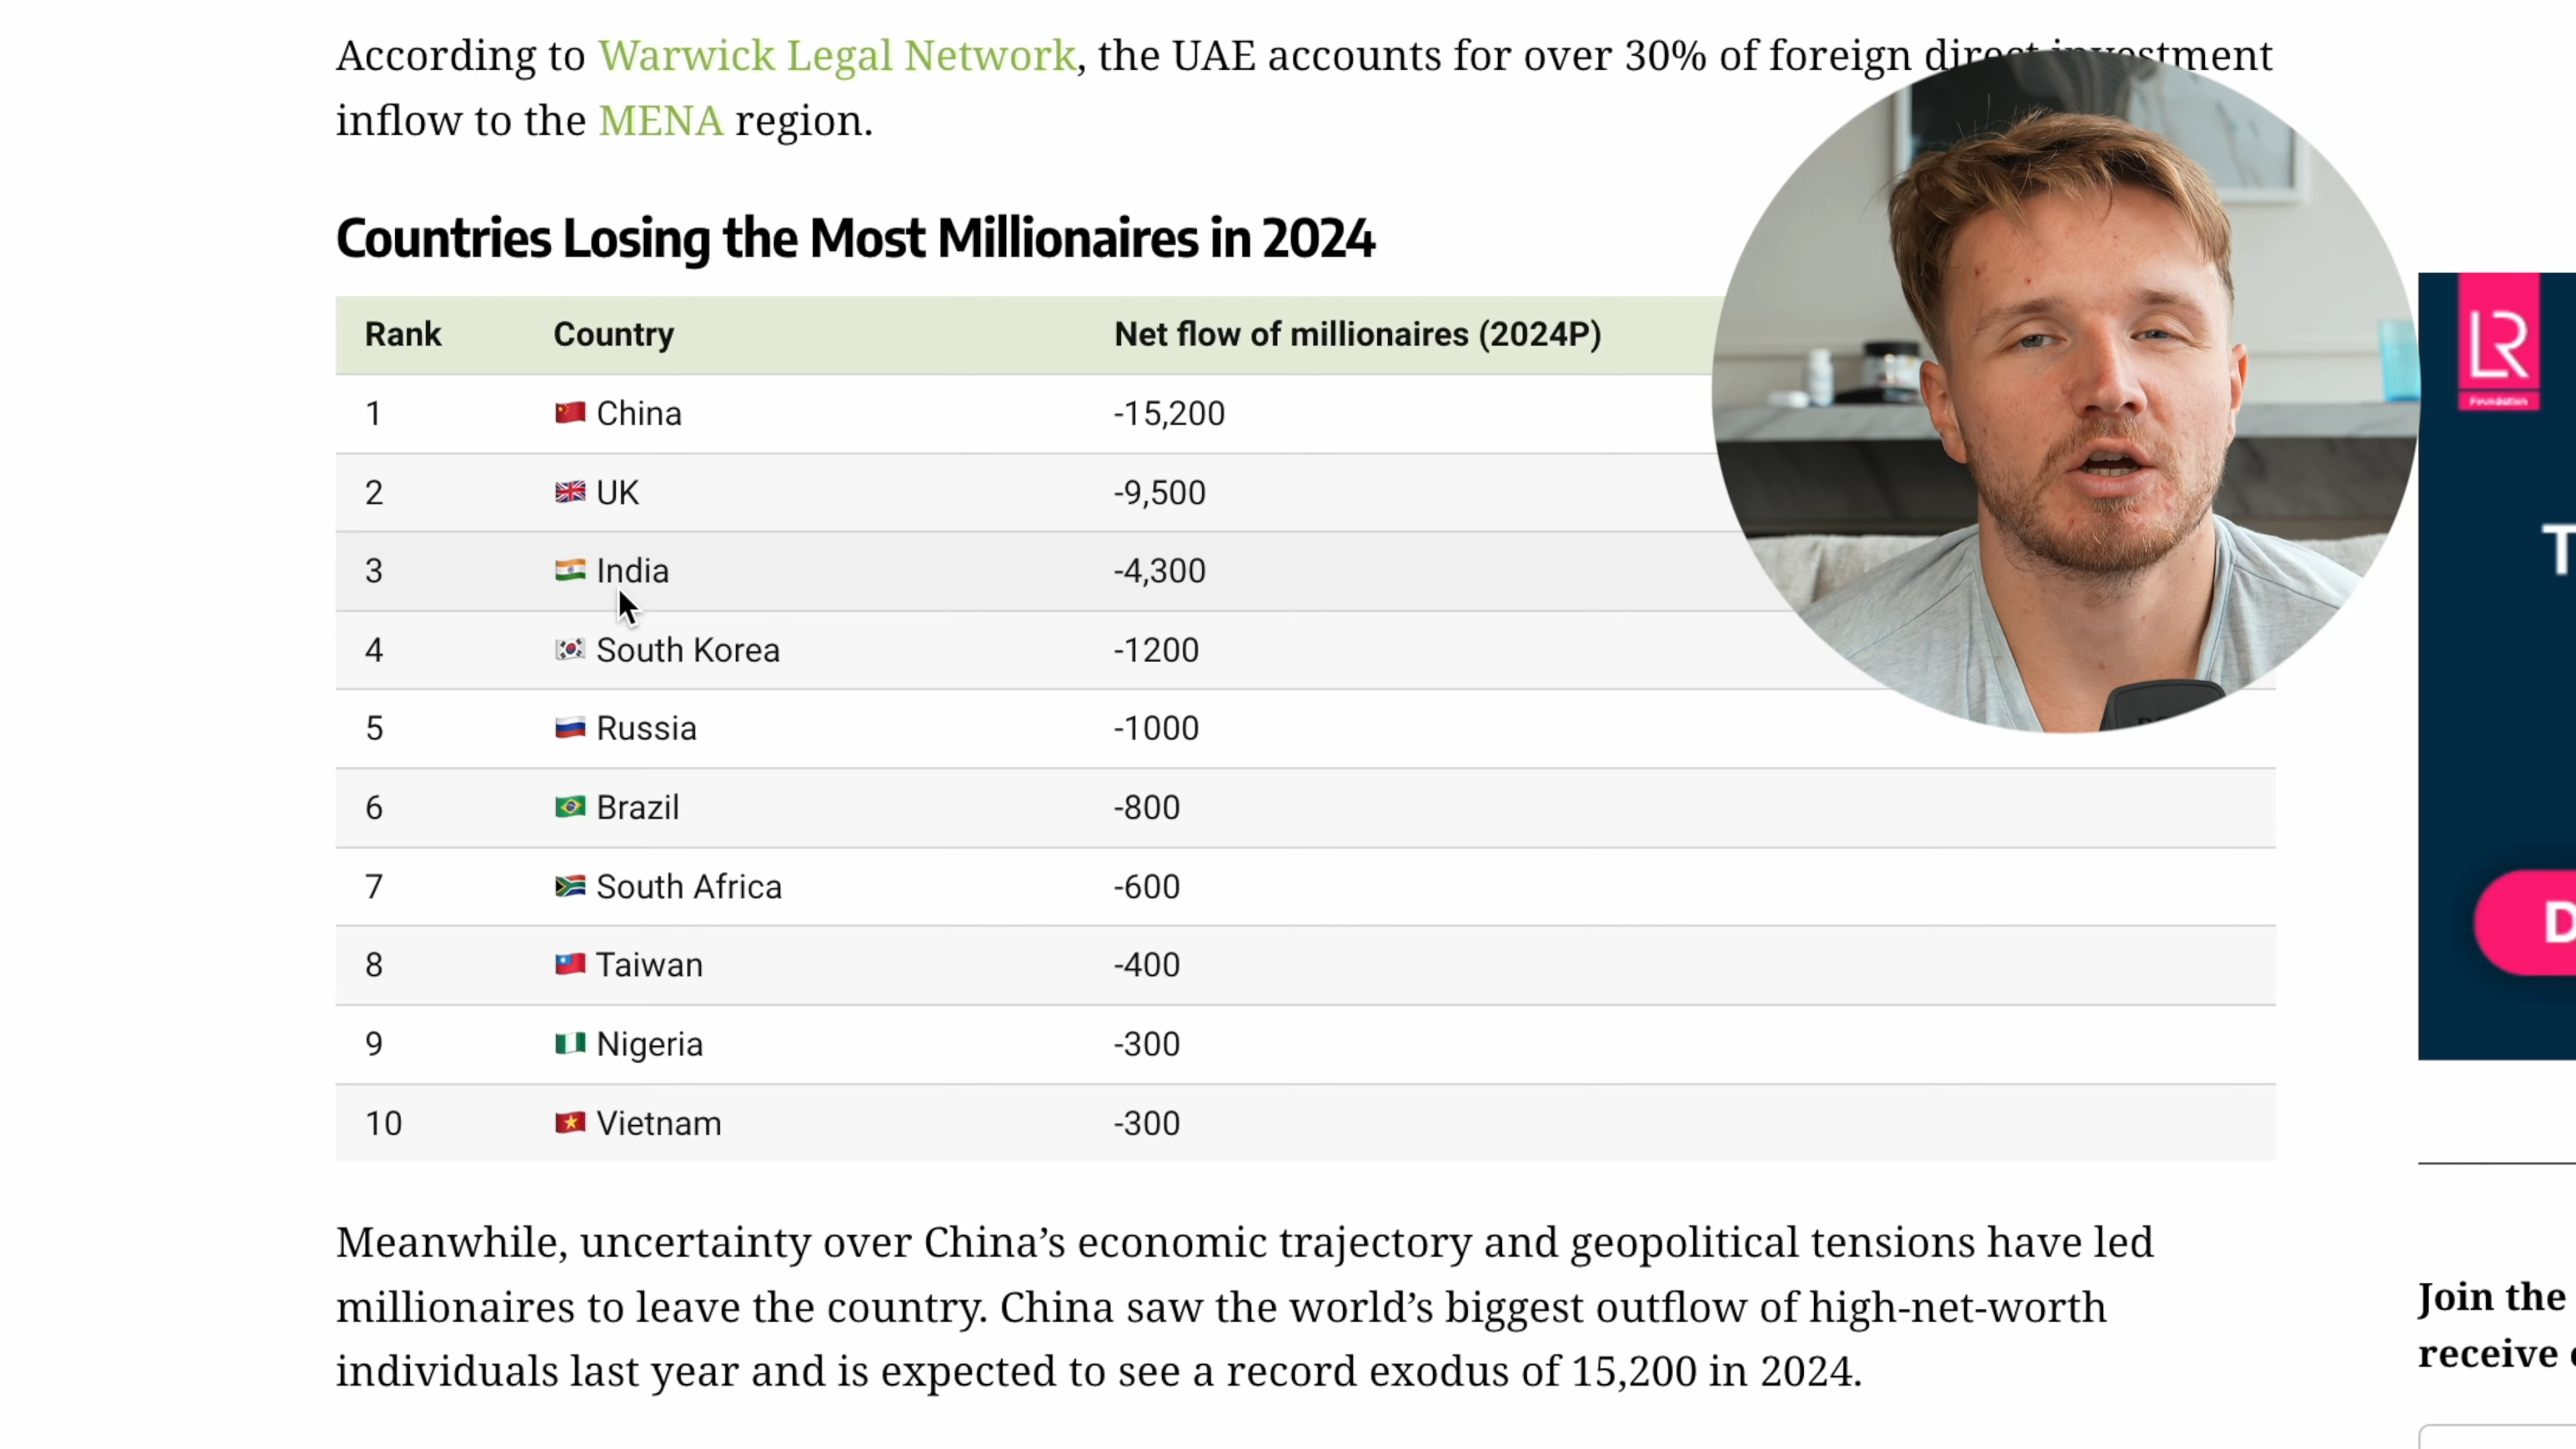 According to Warwick Legal Network, the UAE accounts for over 30% of foreign direct investment
inflow to the MENA region.
Countries Losing the Most Millionaires in 2024
Rank Country Net flow of millionaires (2024P)
1 China -15,200
2 UK -9,500
3 India -4,300
4 South Korea -1200
5 Russia -1000
6 Brazil -800
7 South Africa -600
8 Taiwan -400
9 Nigeria -300
10 Vietnam -300
Meanwhile, uncertainty over China’s economic trajectory and geopolitical tensions have led
millionaires to leave the country. China saw the world’s biggest outflow of high-net-worth
individuals last year and is expected to see a record exodus of 15,200 in 2024.
LR
Foundation
T
D
Join the
receive